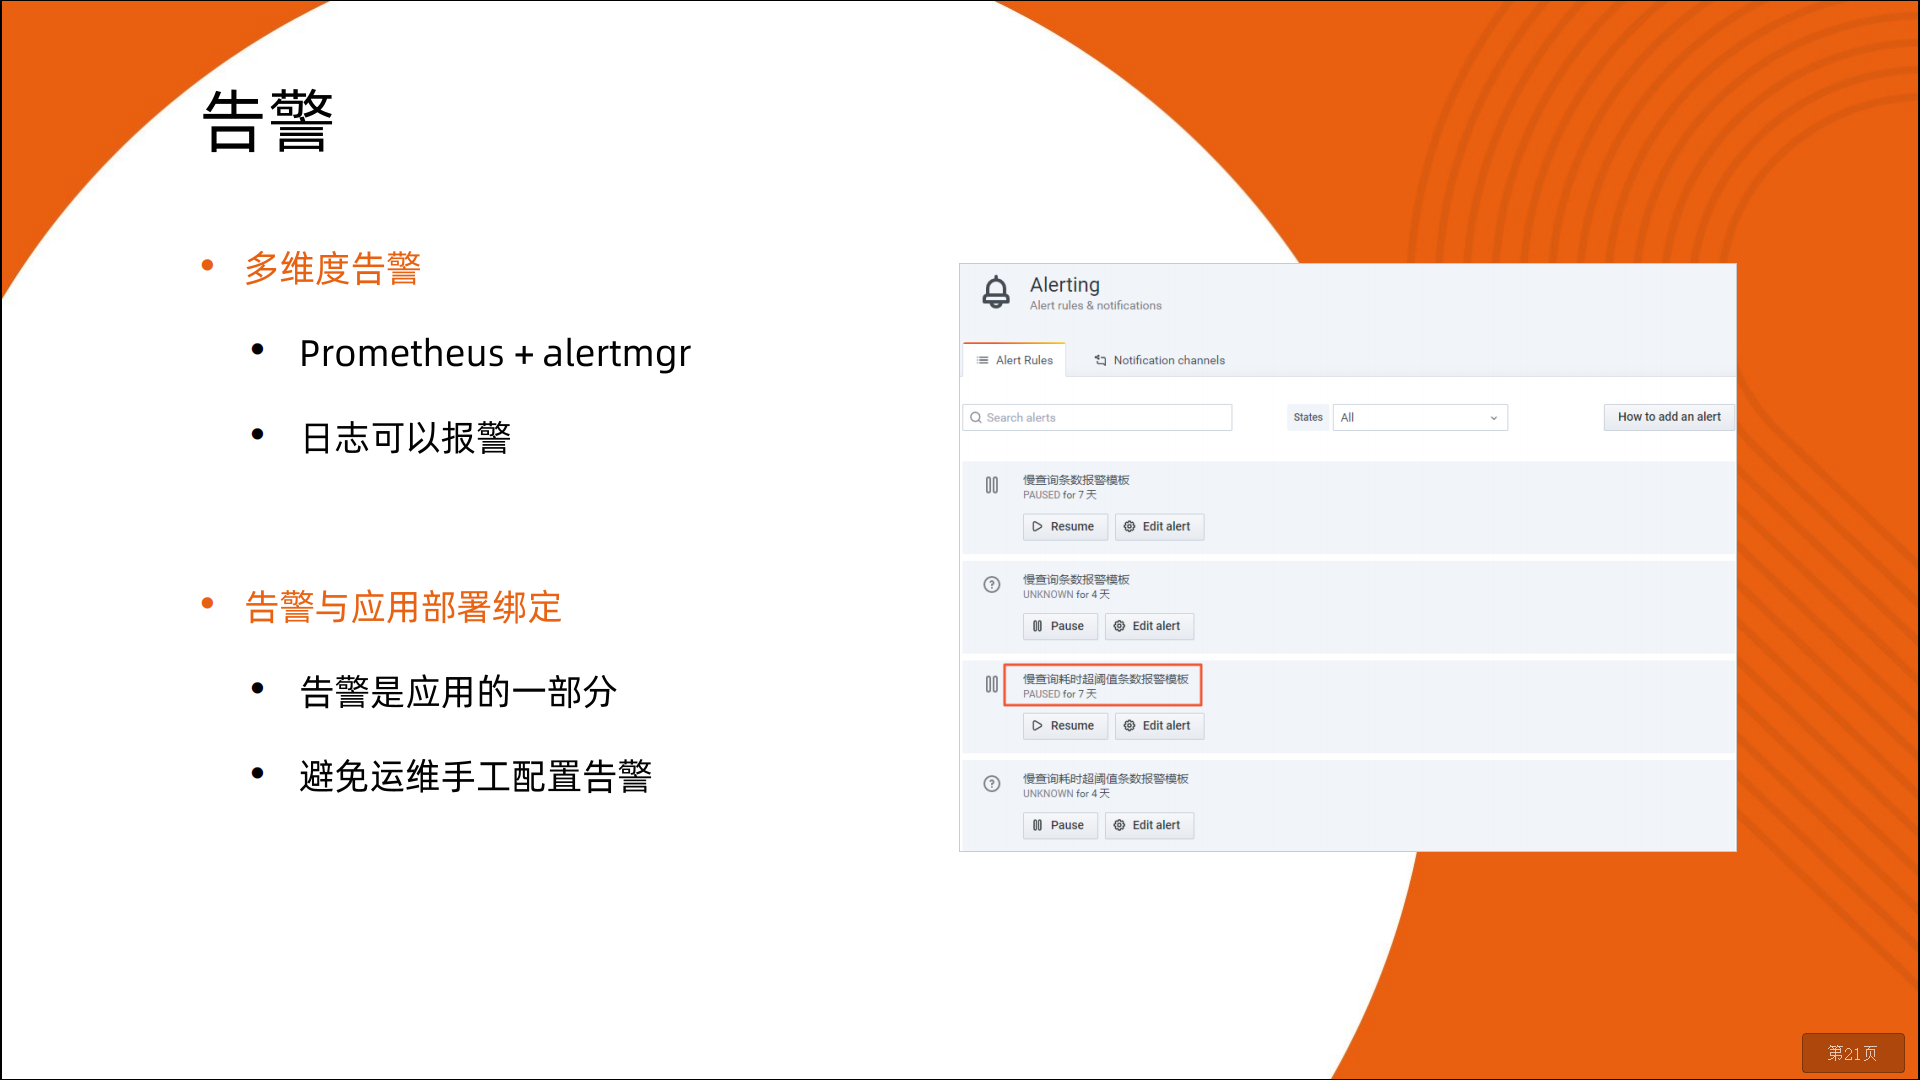 告警
多维度告警
Prometheus + alertmgr
日志可以报警
告警与应用部署绑定
告警是应用的一部分
避免运维手工配置告警
Alerting
Alert rules & notifications
Alert Rules
Notification channels
Search alerts
States
All
How to add an alert
慢查询条数报警模板
PAUSED for 7 天
Resume
Edit alert
慢查询条数报警模板
UNKNOWN for 4 天
Pause
Edit alert
慢查询耗时超阈值条数报警模板
PAUSED for 7 天
Resume
Edit alert
慢查询耗时超阈值条数报警模板
UNKNOWN for 4 天
Pause
Edit alert
第21页